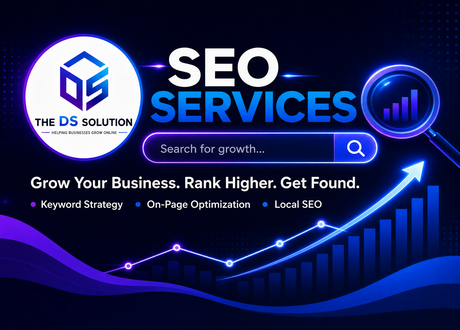 DS
THE DS SOLUTION
HELPING BUSINESSES GROW ONLINE
SEO
SERVICES
Search for growth...
Grow Your Business. Rank Higher. Get Found.
Keyword Strategy
On-Page Optimization
Local SEO